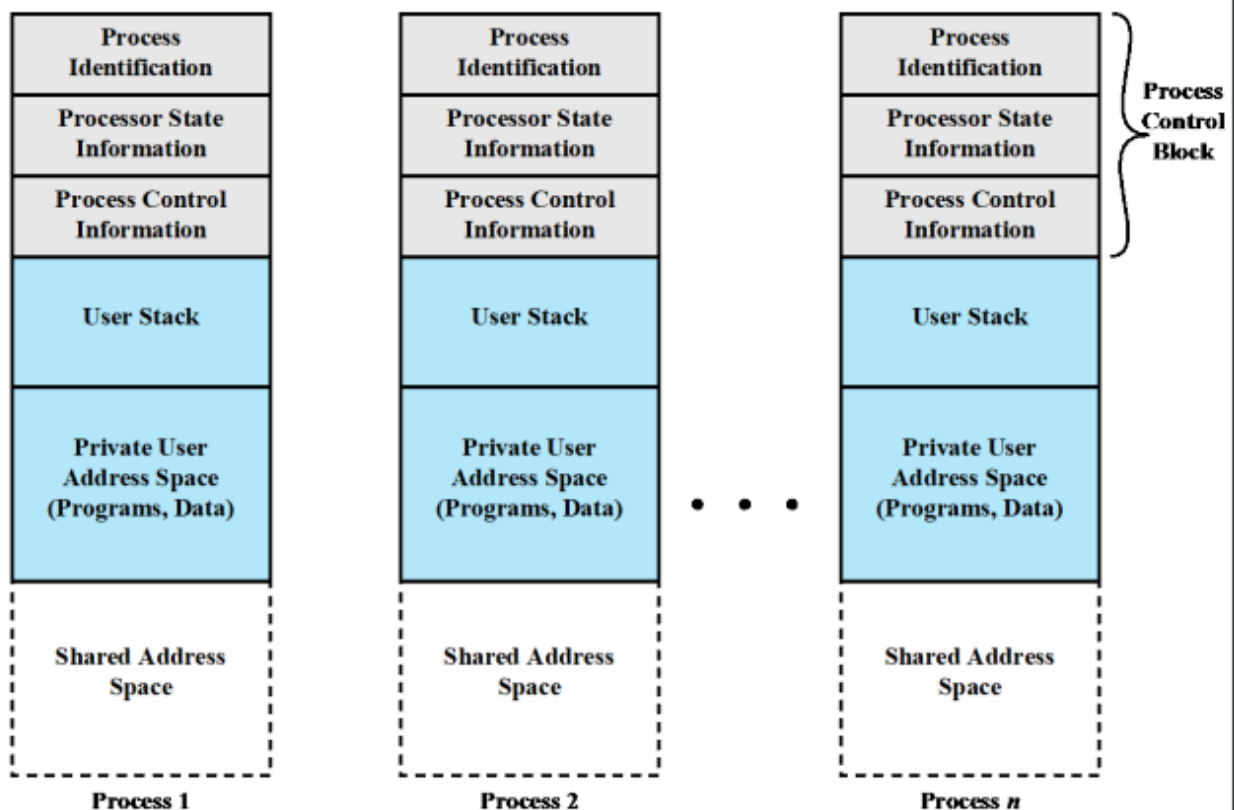 Process
Identification
Processor State
Information
Process Control
Information
User Stack
Private User
Address Space
(Programs, Data)
Shared Address
Space
Process 1
Process
Identification
Processor State
Information
Process Control
Information
User Stack
Private User
Address Space
(Programs, Data)
Shared Address
Space
Process 2
• • •
Process
Identification
Processor State
Information
Process Control
Information
User Stack
Private User
Address Space
(Programs, Data)
Shared Address
Space
Process n
Process
Control
Block